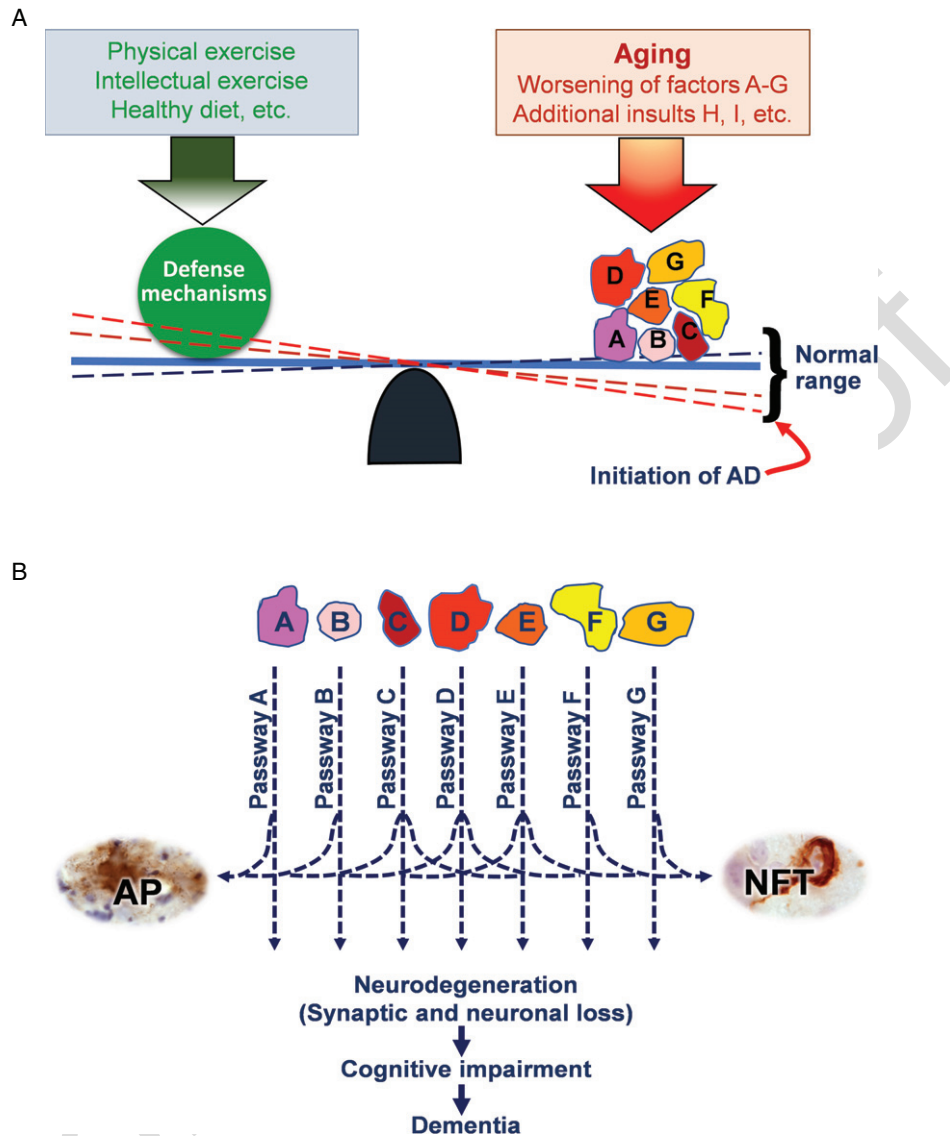 A
Physical exercise
Intellectual exercise
Healthy diet, etc.
Aging
Worsening of factors A-G
Additional insults H, I, etc.
Defense
mechanisms
D
G
E
F
A
B
C
Normal
range
Initiation of AD
B
A
B
C
D
E
F
G
Passway A
Passway B
Passway C
Passway D
Passway E
Passway F
Passway G
AP
NFT
Neurodegeneration
(Synaptic and neuronal loss)
Cognitive impairment
Dementia